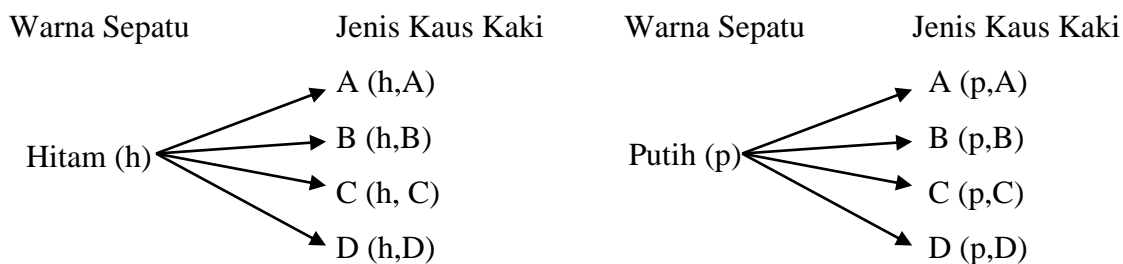 Warna Sepatu Jenis Kaus Kaki
A (h,A)
B (h,B)
Hitam (h)
C (h, C)
D (h,D)
Warna Sepatu Jenis Kaus Kaki
A (p,A)
B (p,B)
Putih (p)
C (p,C)
D (p,D)